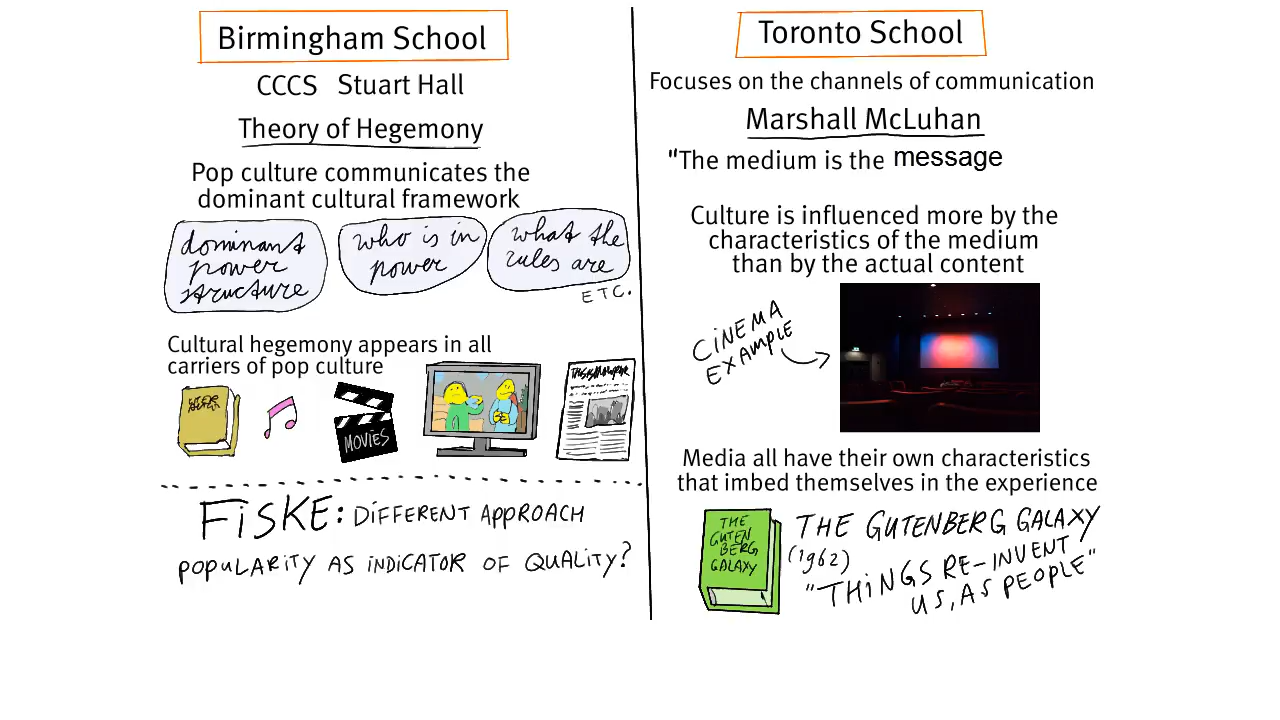 Birmingham School
CCCS Stuart Hall
Theory of Hegemony
Pop culture communicates the
dominant cultural framework
dominant
power
structure
who is in
power
what the
rules are
ETC.
Cultural hegemony appears in all
carriers of pop culture
MOVIES
FiSKE: DiFFERENT APPROACH
POPULARITY AS INDICATOR OF QUALITY?
Toronto School
Focuses on the channels of communication
Marshall McLuhan
"The medium is the message
Culture is influenced more by the
characteristics of the medium
than by the actual content
CiNEMA
EXAMPLE
Media all have their own characteristics
that imbed themselves in the experience
THE
GUTEN
BERG
GALAXY
THE GUTENBERG GALAXY
(1962)
"THiNGS RE-INVENT
US, AS PEOPLE"